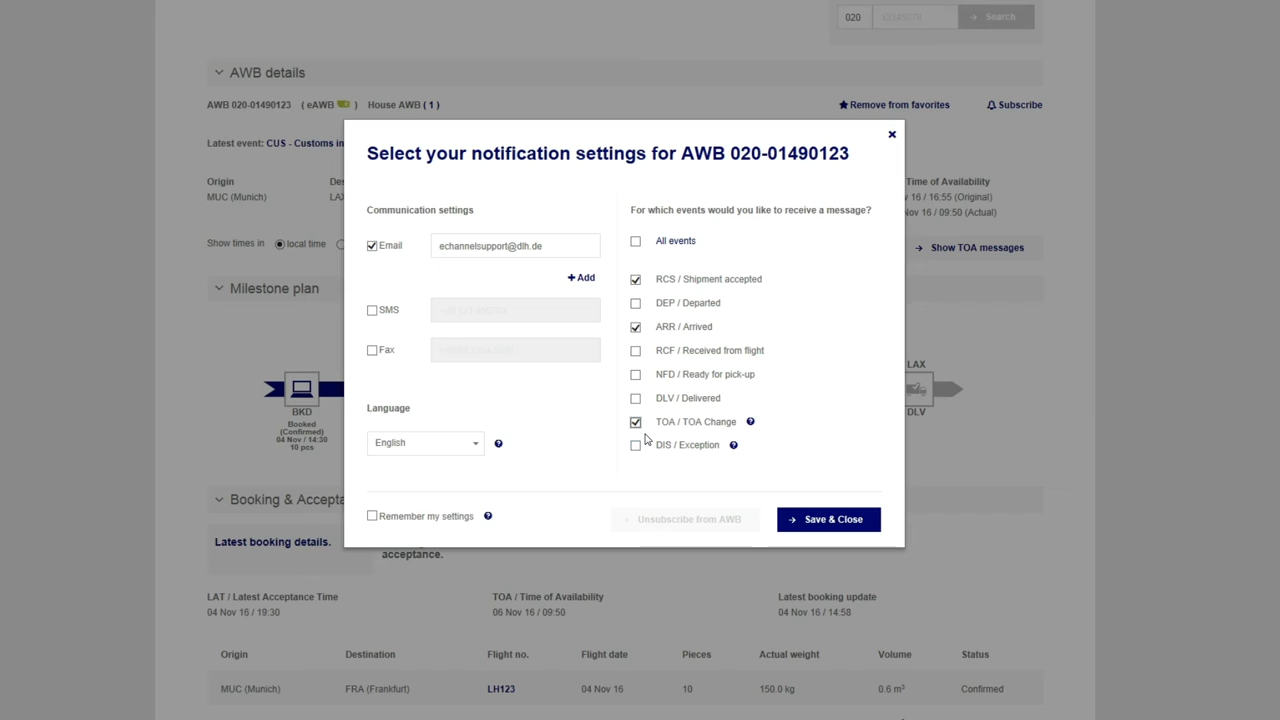 020 Search
AWB details
AWB 020-01490123 ( eAWB ) House AWB ( 1 )
Remove from favorites
Subscribe
Latest event: CUS - Customs in
Origin
MUC (Munich)
Des
LAX
Time of Availability
16 / 16:55 (Original)
Nov 16 / 09:50 (Actual)
Show times in local time
Show TOA messages
Milestone plan
BKD
Booked
(Confirmed)
04 Nov / 14:30
10 pcs
LAX
DLV
Select your notification settings for AWB 020-01490123
Communication settings
Email echannelsupport@dlh.de
Add
SMS
Fax
Language
English
For which events would you like to receive a message?
All events
RCS / Shipment accepted
DEP / Departed
ARR / Arrived
RCF / Received from flight
NFD / Ready for pick-up
DLV / Delivered
TOA / TOA Change
DIS / Exception
Remember my settings
Unsubscribe from AWB
Save & Close
Booking & Accepta
Latest booking details.
acceptance.
LAT / Latest Acceptance Time
04 Nov 16 / 19:30
TOA / Time of Availability
06 Nov 16 / 09:50
Latest booking update
04 Nov 16 / 14:58
Origin Destination Flight no. Flight date Pieces Actual weight Volume Status
MUC (Munich) FRA (Frankfurt) LH123 04 Nov 16 10 150.0 kg 0.6 m³ Confirmed